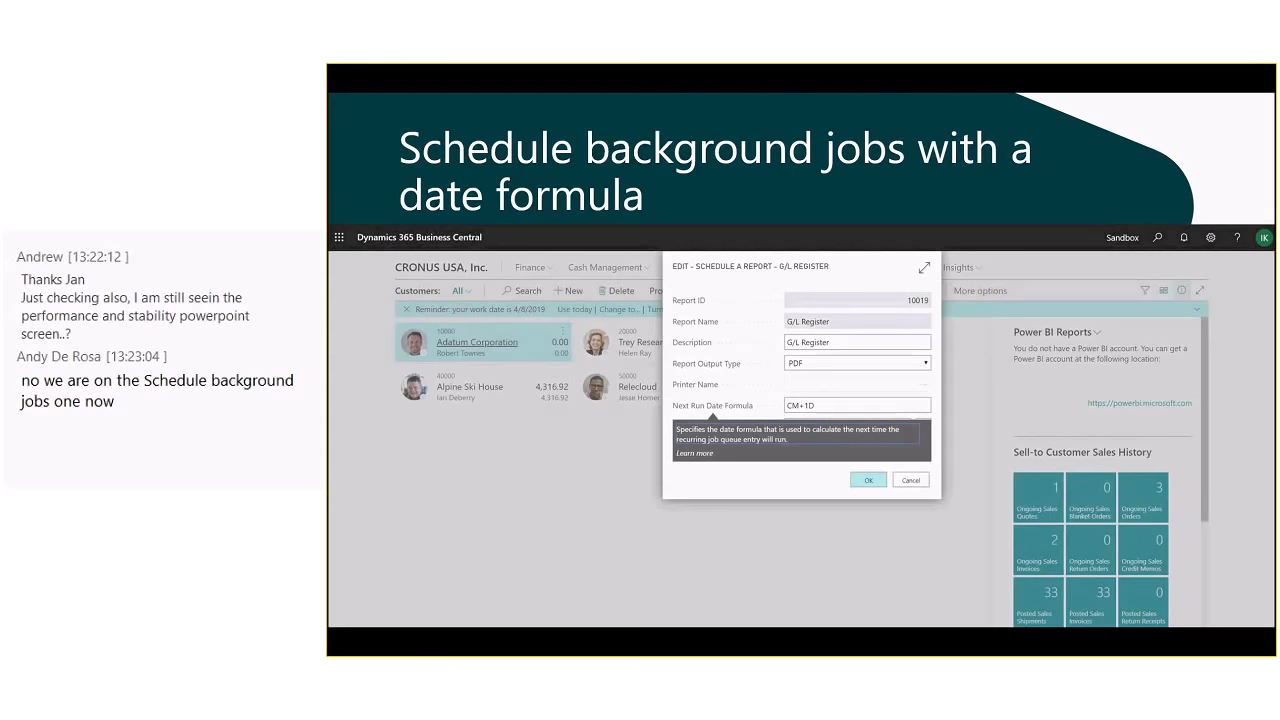 Andrew [13:22:12 ]
Thanks Jan
Just checking also, I am still seein the
performance and stability powerpoint
screen..?
Andy De Rosa [13:23:04 ]
no we are on the Schedule background
jobs one now
Schedule background jobs with a
date formula
Dynamics 365 Business Central
Sandbox
?
IK
CRONUS USA, Inc.
Finance
Cash Management
Insights
Customers: All
Search
+ New
Delete
More options
Reminder: your work date is 4/8/2019
Use today | Change to... |
10000
Adatum Corporation 0.00
Robert Townes 0.00
20000
Trey Resear
Helen Ray
40000
Alpine Ski House 4,316.92
Ian Deberry 4,316.92
50000
Relecloud
EDIT - SCHEDULE A REPORT - G/L REGISTER
Report ID 10019
Report Name G/L Register
Description G/L Register
Report Output Type PDF
Printer Name
Next Run Date Formula CM+1D
Specifies the date formula that is used to calculate the next time the
recurring job queue entry will run.
Learn more
OK
Cancel
Power BI Reports
You do not have a Power BI account. You can get a
Power BI account at the following location:
https://powerbi.microsoft.com
Sell-to Customer Sales History
1
Ongoing Sales
Quotes
0
Ongoing Sales
Blanket Orders
3
Ongoing Sales
Orders
2
Ongoing Sales
Invoices
0
Ongoing Sales
Return Orders
0
Ongoing Sales
Credit Memos
33
Posted Sales
Shipments
33
Posted Sales
Invoices
0
Posted Sales
Return Receipts